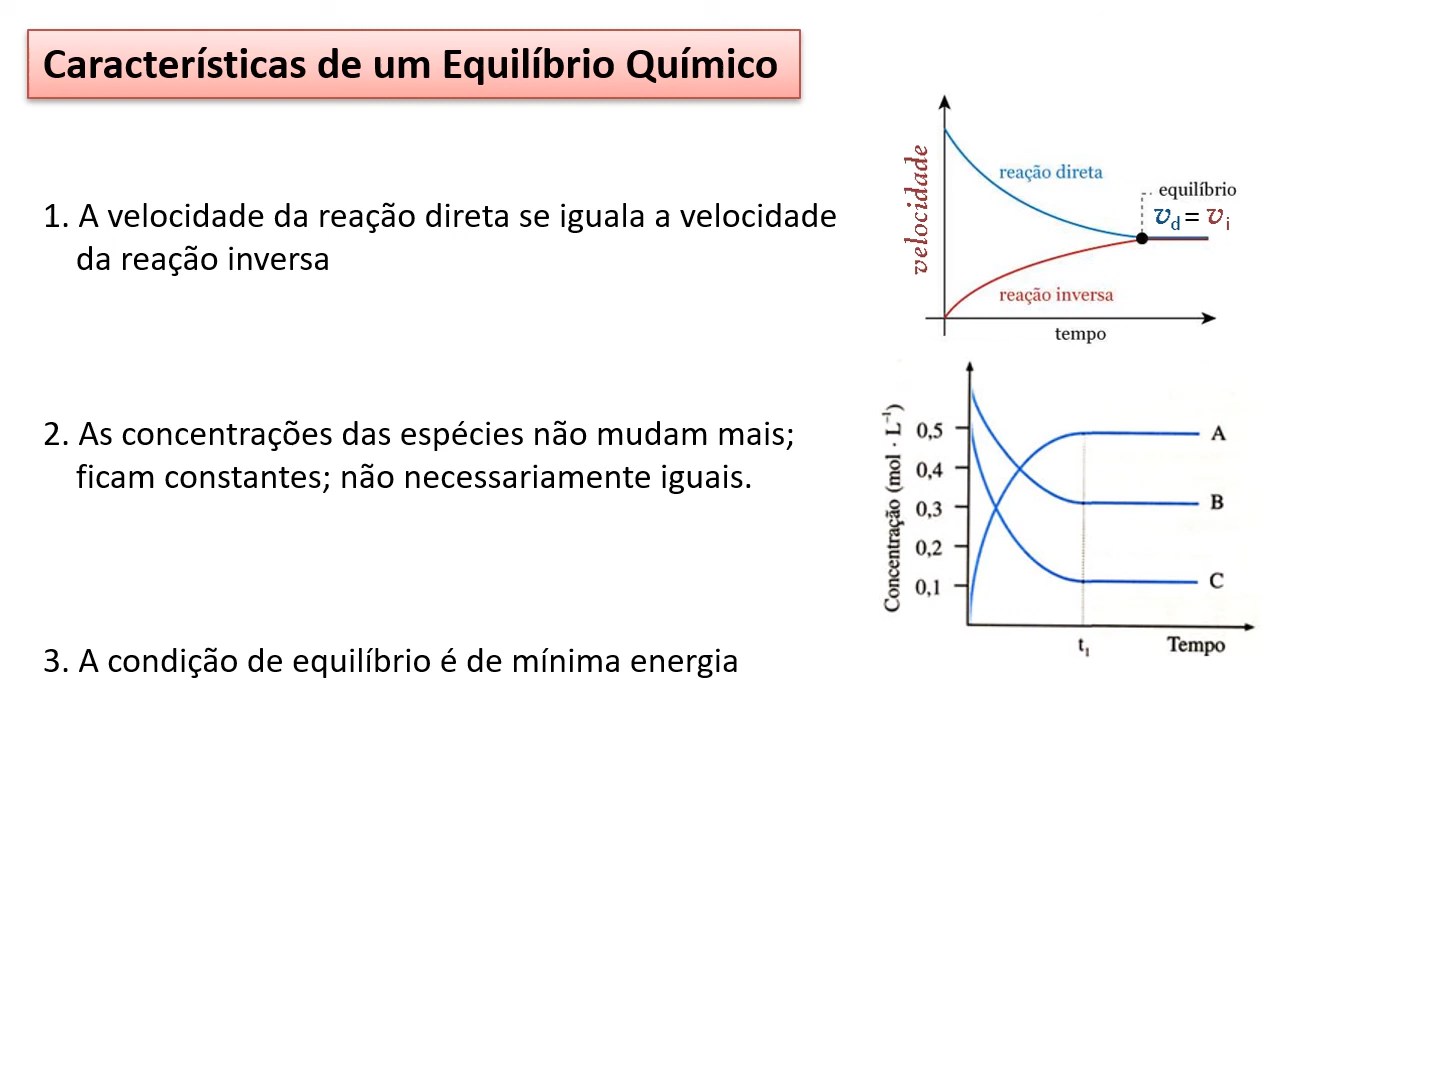 Características de um Equilíbrio Químico
1. A velocidade da reação direta se iguala a velocidade
da reação inversa
velocidade
reação direta
equilíbrio
v_d = v_i
reação inversa
tempo
2. As concentrações das espécies não mudam mais;
ficam constantes; não necessariamente iguais.
Concentração (mol · L⁻¹)
0,5
0,4
0,3
0,2
0,1
A
B
C
t₁
Tempo
3. A condição de equilíbrio é de mínima energia